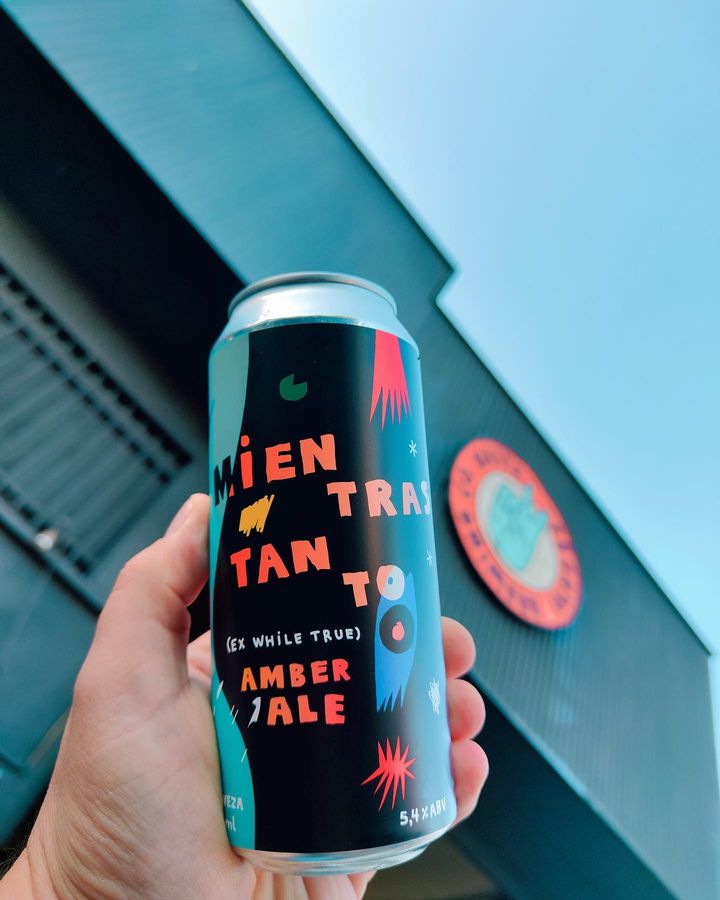 MiEN
TRAS
TAN
TO
(EX WHiLE TRUE)
AMBER
ALE
5,4% ABV